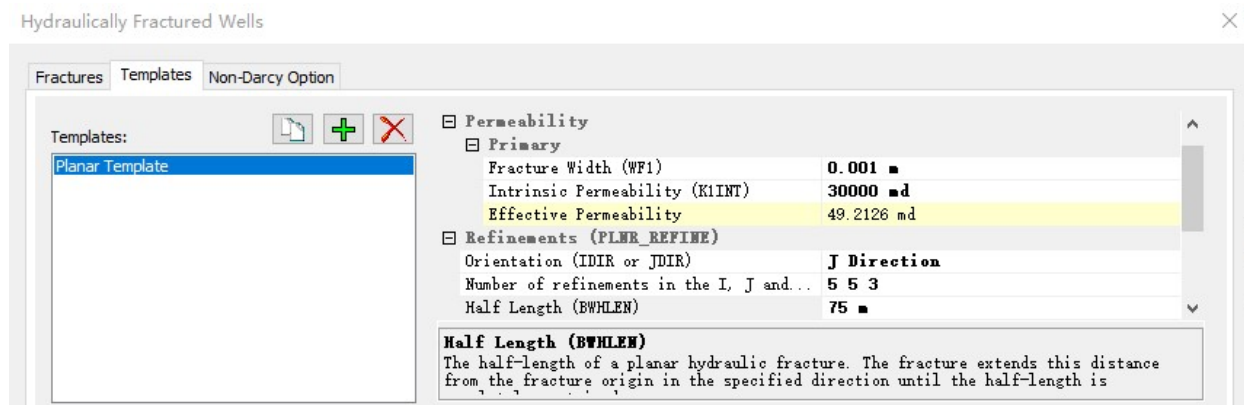 Hydraulically Fractured Wells
Fractures Templates Non-Darcy Option
Templates:
Planar Template
Permeability
Primary
Fracture Width (WF1) 0.001 m
Intrinsic Permeability (K1INT) 30000 md
Effective Permeability 49.2126 md
Refinements (PLNR_REFINE)
Orientation (IDIR or JDIR) J Direction
Number of refinements in the I, J and... 5 5 3
Half Length (BWHLEN) 75 m
Half Length (BWHLEN)
The half-length of a planar hydraulic fracture. The fracture extends this distance
from the fracture origin in the specified direction until the half-length is